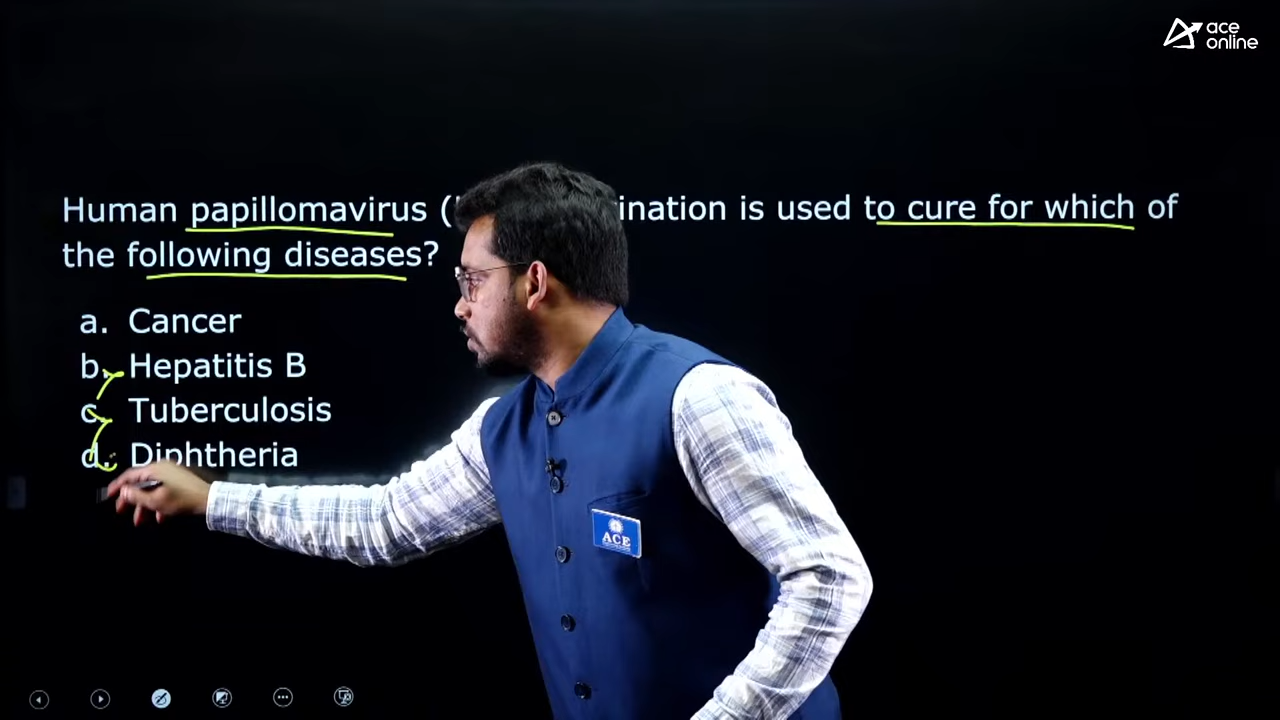 ace
online
Human papillomavirus ( ination is used to cure for which of
the following diseases?
a. Cancer
b. Hepatitis B
c. Tuberculosis
d. Diphtheria
ACE